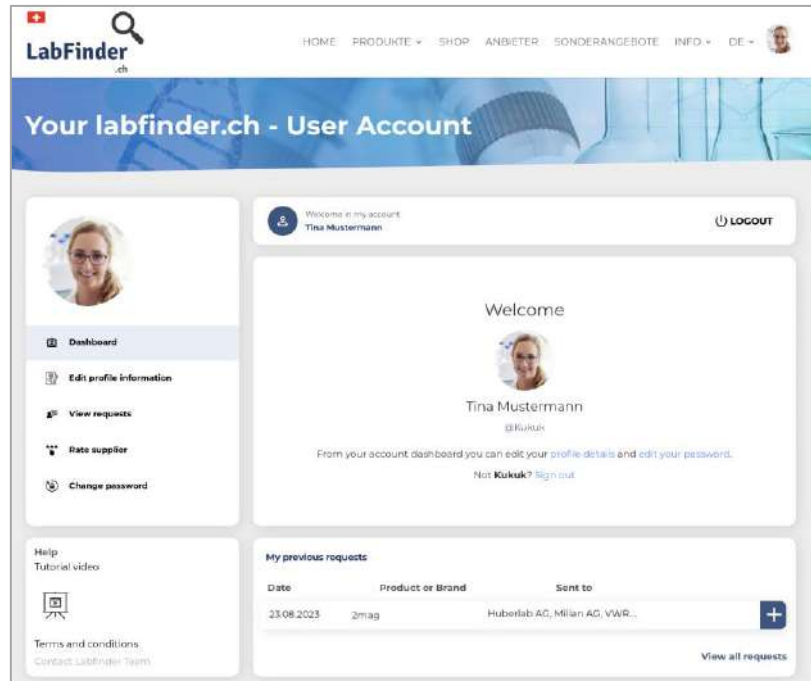 LabFinder
.ch
HOME PRODUKTE SHOP ANBIETER SONDERANGEBOTE INFO DE
Your labfinder.ch - User Account
Welcome in my account
Tina Mustermann
LOGOUT
Dashboard
Edit profile information
View requests
Rate supplier
Change password
Welcome
Tina Mustermann
@Kukuk
From your account dashboard you can edit your profile details and edit your password.
Not Kukuk? Sign out
Help
Tutorial video
Terms and conditions
Contact Labfinder Team
My previous requests
Date Product or Brand Sent to
23.08.2023 2mag Huberlab AG, Milian AG, VWR...
View all requests